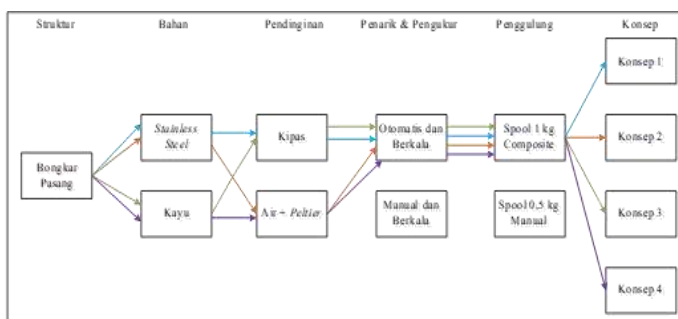 Struktur
Bahan
Pendinginan
Penarik & Pengukur
Penggulung
Konsep
Bongkar
Pasang
Stainless
Steel
Kayu
Kipas
Air + Peltier
Otomatis dan
Berkala
Manual dan
Berkala
Spool 1 kg
Composite
Spool 0,5 kg
Manual
Konsep 1
Konsep 2
Konsep 3
Konsep 4